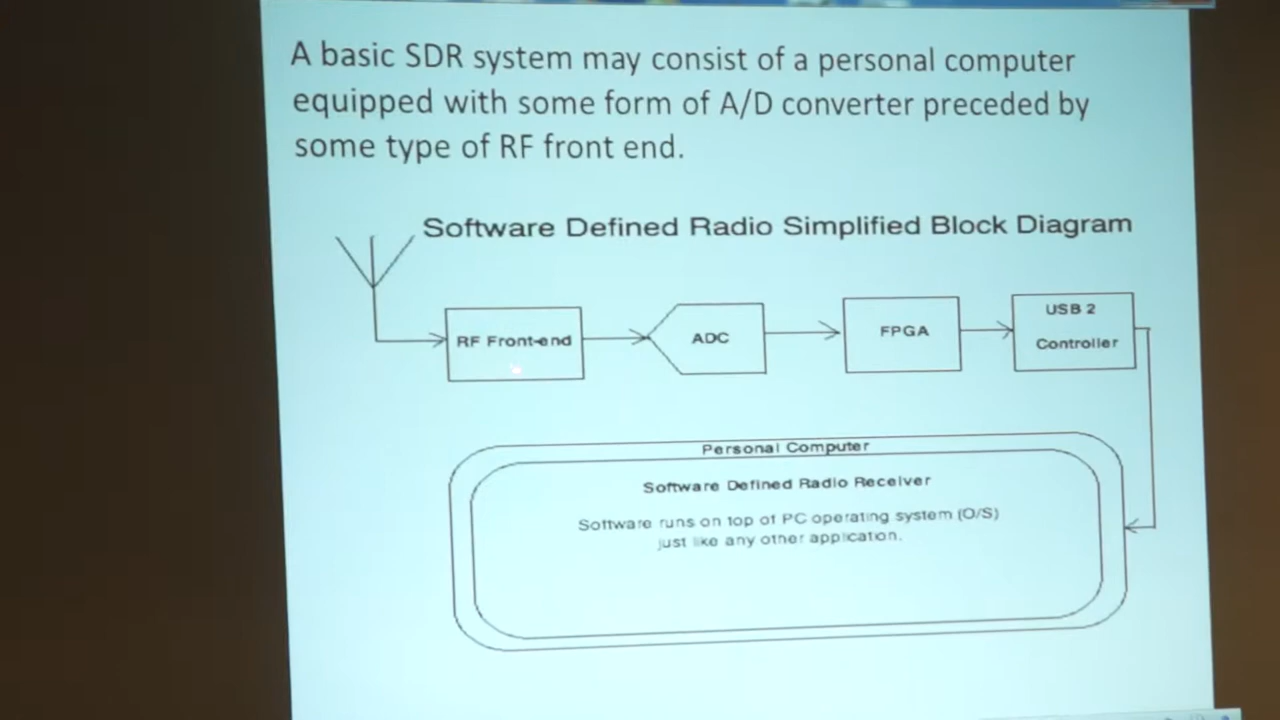 A basic SDR system may consist of a personal computer
equipped with some form of A/D converter preceded by
some type of RF front end.
Software Defined Radio Simplified Block Diagram
RF Front-end
ADC
FPGA
USB 2
Controller
Personal Computer
Software Defined Radio Receiver
Software runs on top of PC operating system (O/S)
just like any other application.